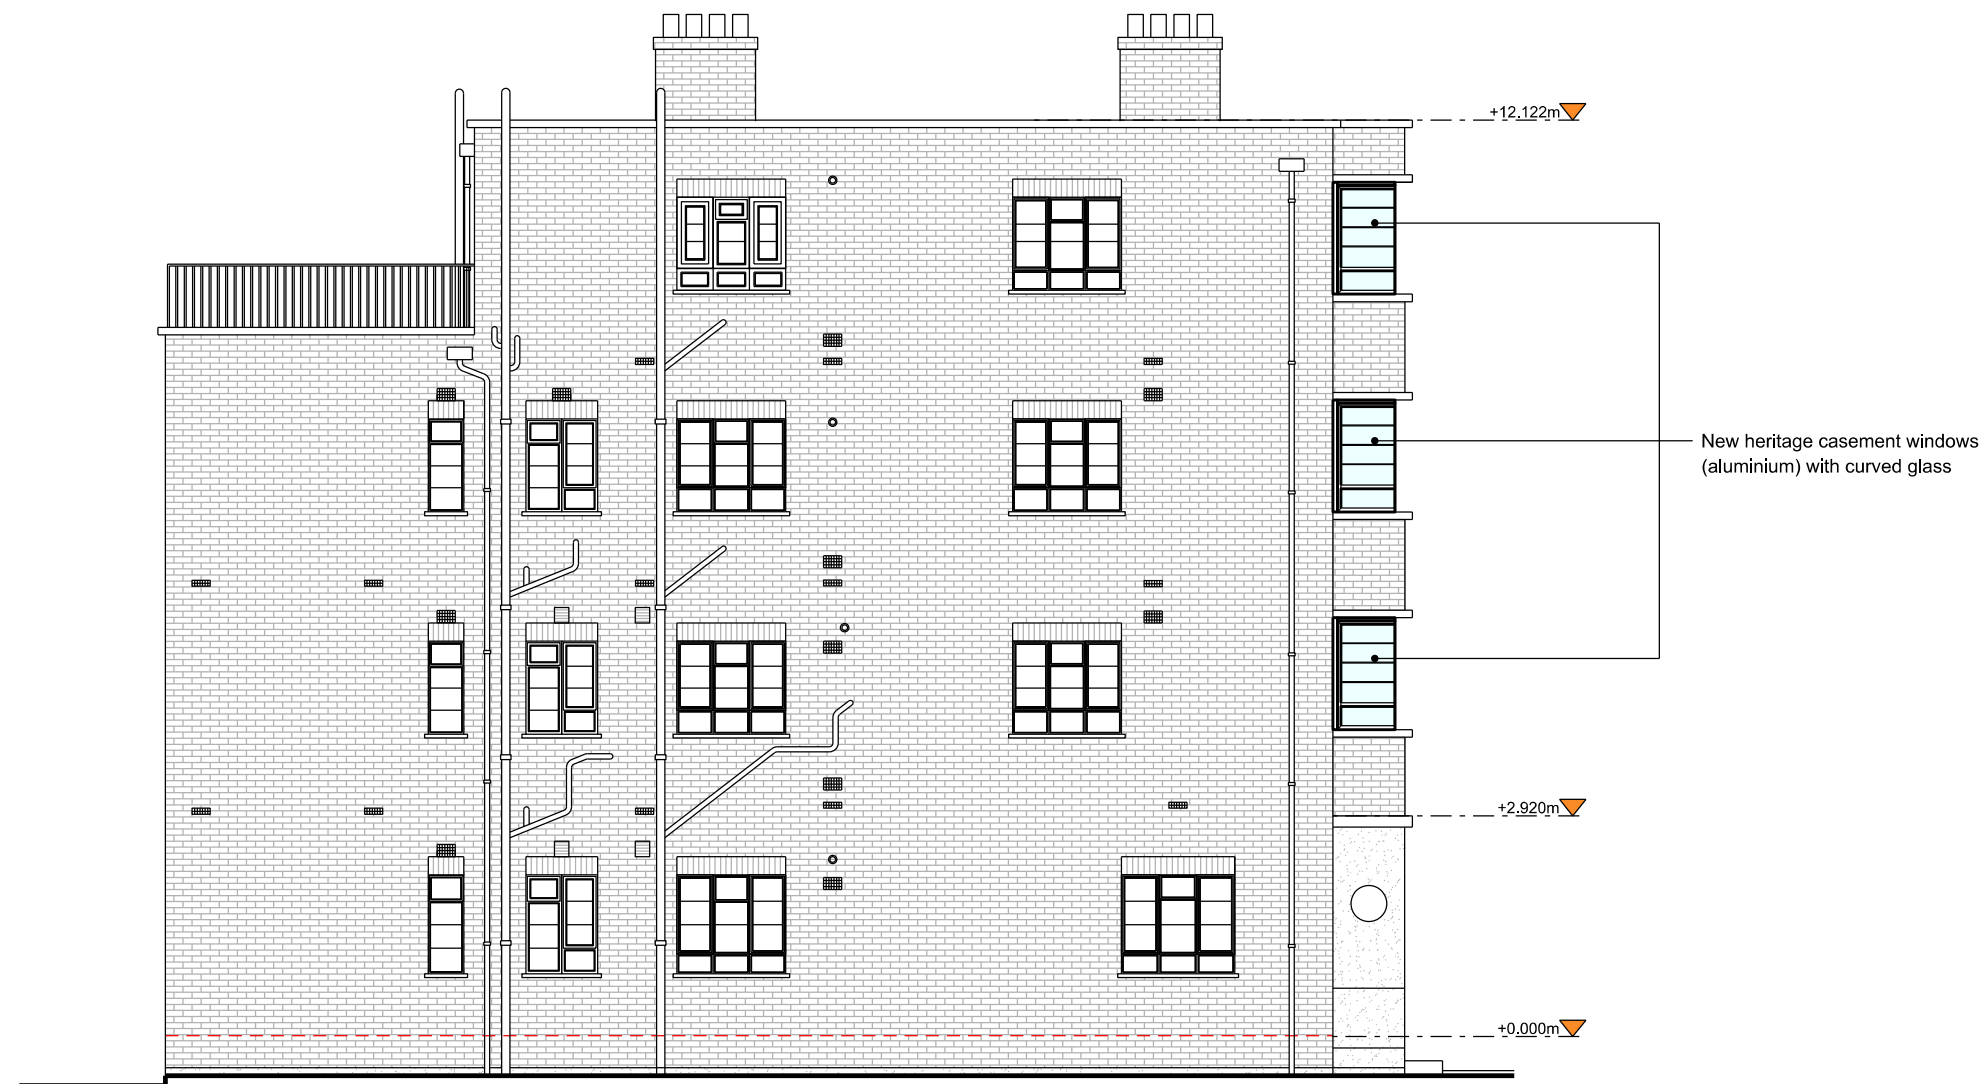 +12.122m
New heritage casement windows
(aluminium) with curved glass
+2.920m
+0.000m